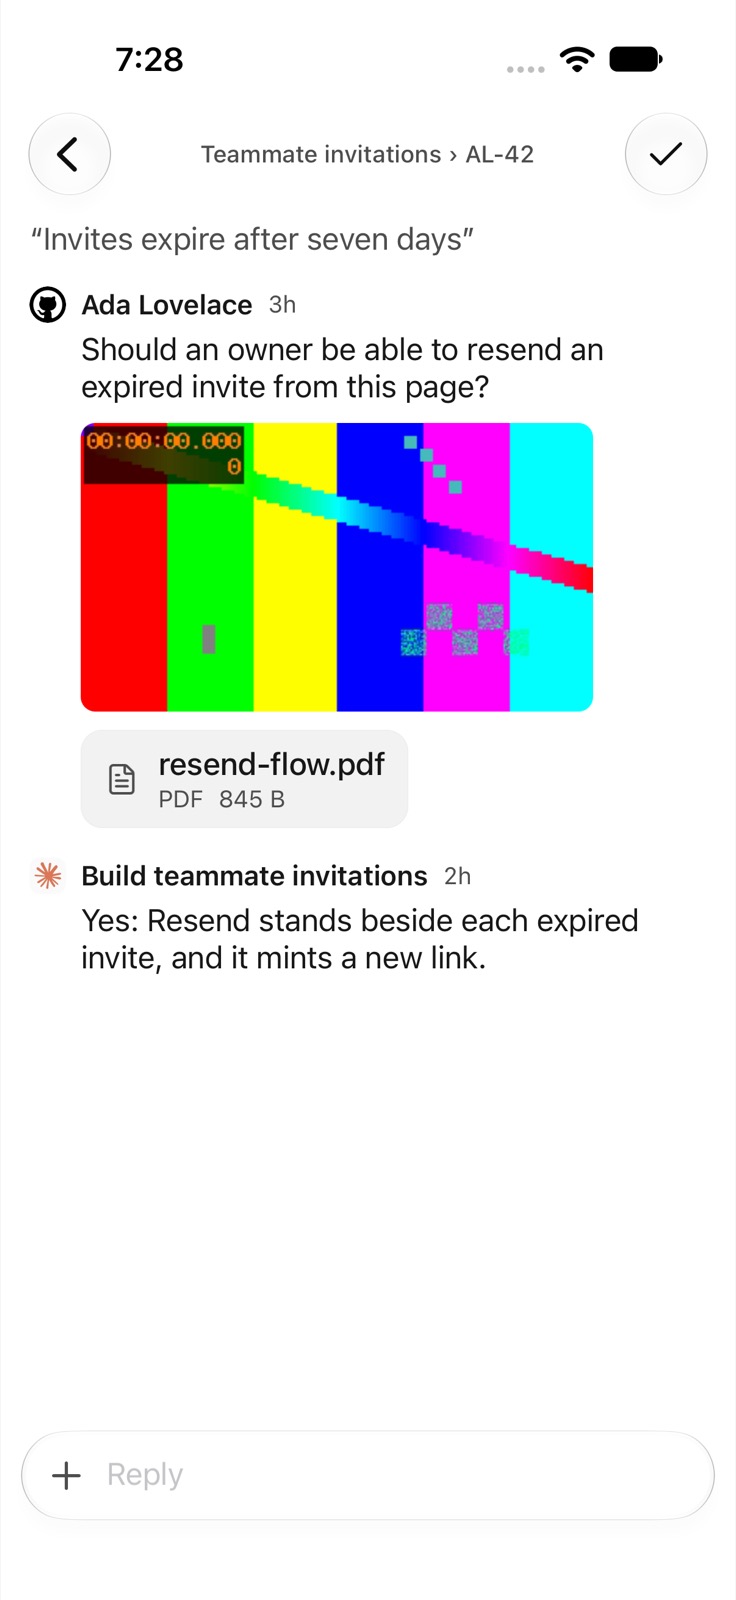 7:28
Teammate invitations › AL-42
“Invites expire after seven days”
Ada Lovelace 3h
Should an owner be able to resend an
expired invite from this page?
00:00:00.000
0
resend-flow.pdf
PDF 845 B
Build teammate invitations 2h
Yes: Resend stands beside each expired
invite, and it mints a new link.
Reply